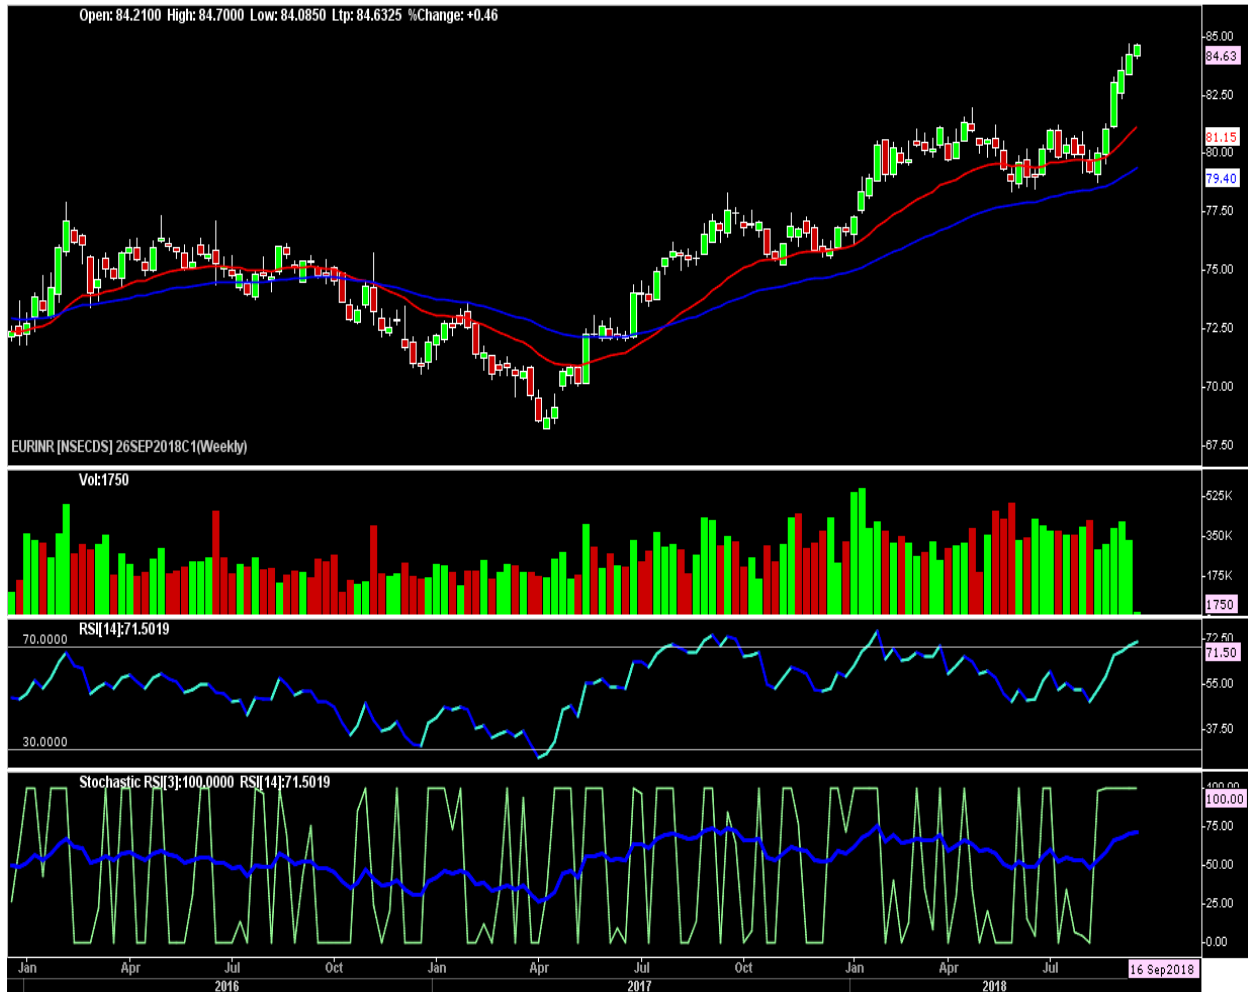 Open: 84.2100 High: 84.7000 Low: 84.0850 Ltp: 84.6325 %Change: +0.46
85.00
84.63
82.50
81.15
80.00
79.40
77.50
75.00
72.50
70.00
67.50
EURINR [NSECDS] 26SEP2018C1(Weekly)
Vol:1750
525K
350K
175K
1750
RSI[14]:71.5019
70.0000
72.50
71.50
55.00
37.50
30.0000
Stochastic RSI[3]:100.0000 RSI[14]:71.5019
100.00
100.00
75.00
50.00
25.00
0.00
Jan Apr Jul Oct Jan Apr Jul Oct Jan Apr Jul 16 Sep2018
2016 2017 2018